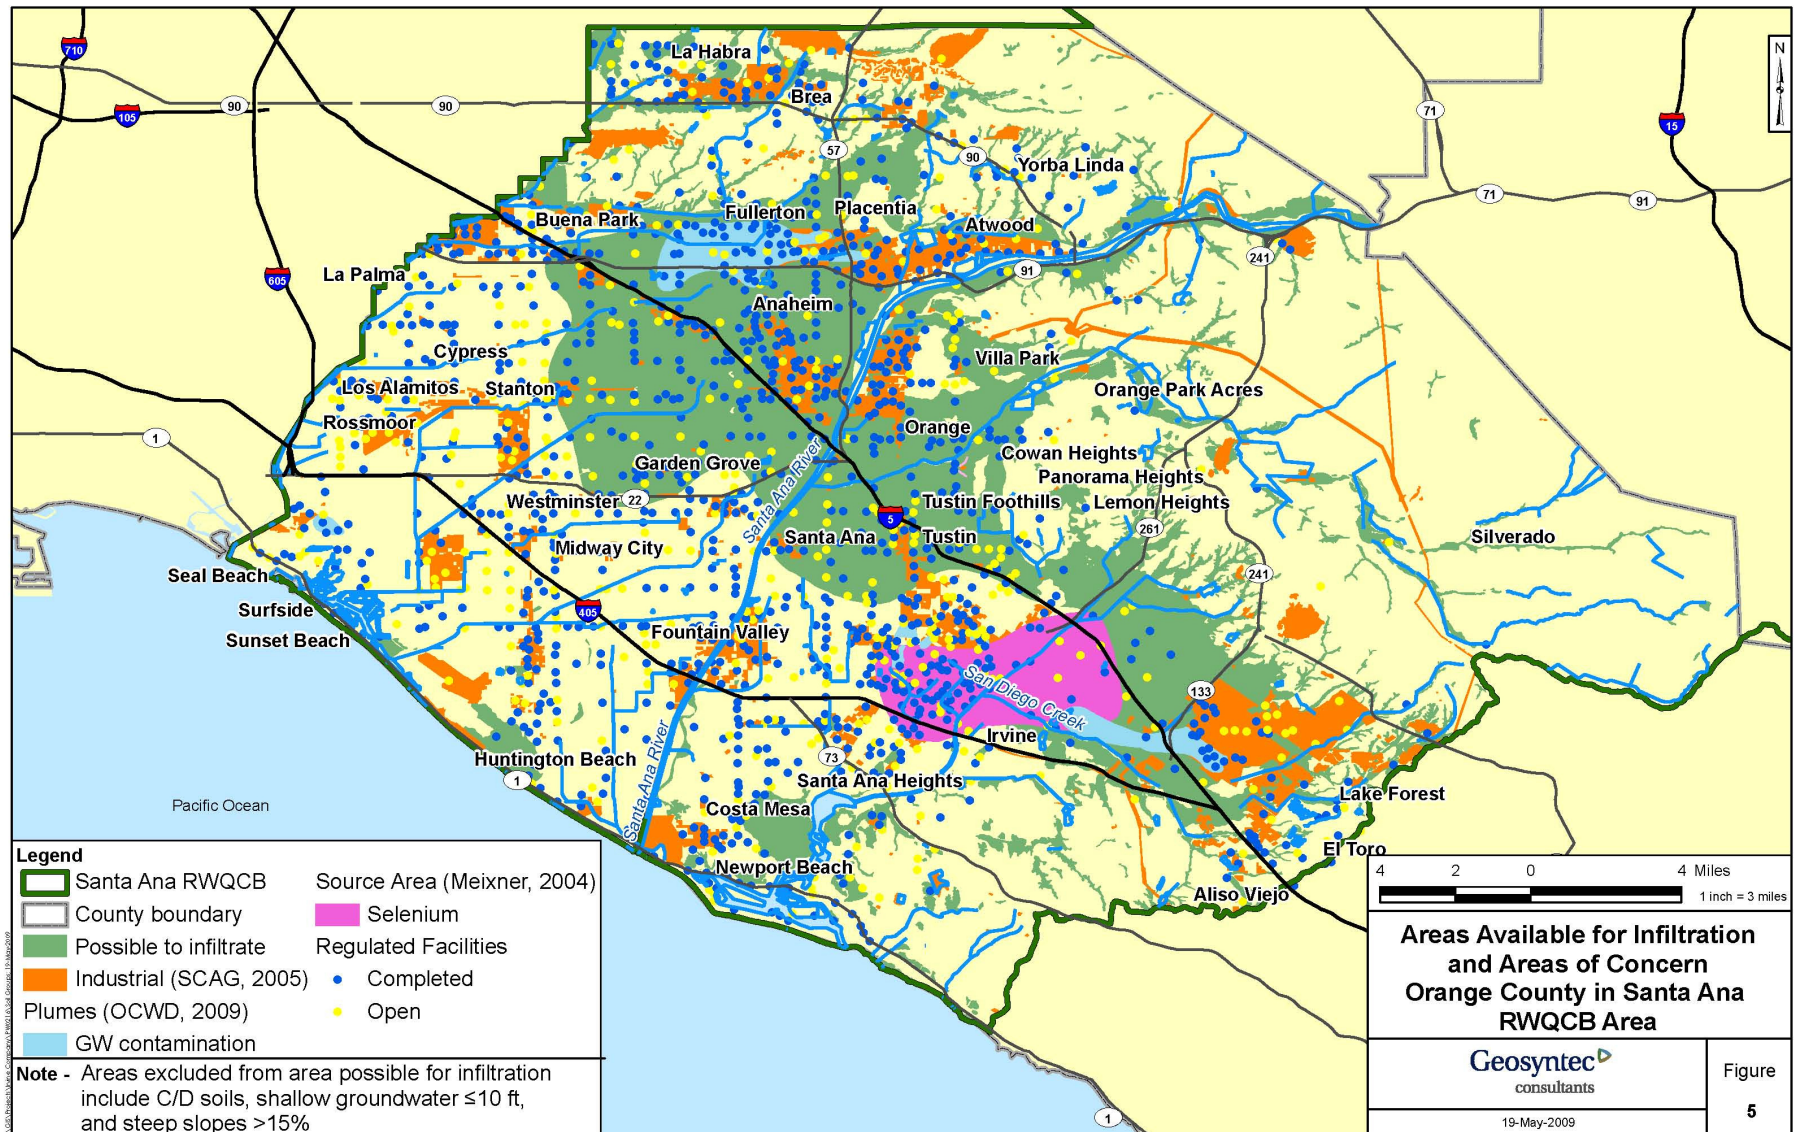 N
710
105
90
90
605
1
La Habra
Brea
57
90
Yorba Linda
71
15
71
91
Buena Park
Fullerton
Placentia
Atwood
241
91
La Palma
Anaheim
Cypress
Villa Park
Los Alamitos
Stanton
Orange Park Acres
Rossmoor
Orange
Garden Grove
Santa Ana River
Cowan Heights
Panorama Heights
Westminster
22
Tustin Foothills
Lemon Heights
5
261
Midway City
Santa Ana
Tustin
Silverado
Seal Beach
241
Surfside
405
Sunset Beach
Fountain Valley
San Diego Creek
133
Irvine
Santa Ana River
Huntington Beach
73
1
Santa Ana Heights
Pacific Ocean
Costa Mesa
Lake Forest
El Toro
Newport Beach
Aliso Viejo
1
Legend
Santa Ana RWQCB
County boundary
Possible to infiltrate
Industrial (SCAG, 2005)
Plumes (OCWD, 2009)
GW contamination
Source Area (Meixner, 2004)
Selenium
Regulated Facilities
Completed
Open
Note - Areas excluded from area possible for infiltration
include C/D soils, shallow groundwater ≤10 ft,
and steep slopes >15%
4 2 0 4 Miles
1 inch = 3 miles
Areas Available for Infiltration
and Areas of Concern
Orange County in Santa Ana
RWQCB Area
Geosyntec
consultants
19-May-2009
Figure
5